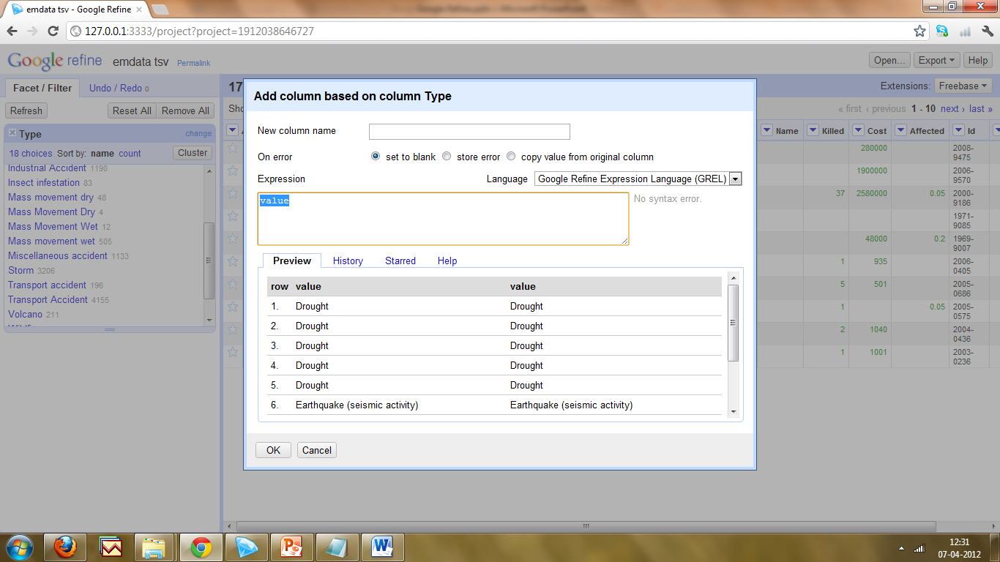 emdata tsv - Google Refine
127.0.0.1:3333/project?project=1912038646727
Google refine emdata tsv Permalink
Open... Export Help
Facet / Filter Undo / Redo 0
17
Extensions: Freebase
Refresh Reset All Remove All
Sho
« first ‹ previous 1 - 10 next › last »
Type change
18 choices Sort by: name count Cluster
Industrial Accident 1190
Insect infestation 83
Mass movement dry 48
Mass Movement Dry 4
Mass Movement Wet 12
Mass movement wet 505
Miscellaneous accident 1133
Storm 3206
Transport accident 196
Transport Accident 4155
Volcano 211
Add column based on column Type
New column name
On error set to blank store error copy value from original column
Expression Language Google Refine Expression Language (GREL)
value
No syntax error.
Preview History Starred Help
row value value
1. Drought Drought
2. Drought Drought
3. Drought Drought
4. Drought Drought
5. Drought Drought
6. Earthquake (seismic activity) Earthquake (seismic activity)
OK Cancel
Name Killed Cost Affected Id
280000 2008-
9475
1900000 2006-
9570
37 2580000 0.05 2000-
9186
1971-
9085
48000 0.2 1969-
9007
1 935 2006-
0405
5 501 2005-
0686
1 0.05 2005-
0575
2 1040 2004-
0436
1 1001 2003-
0236
12:31
07-04-2012